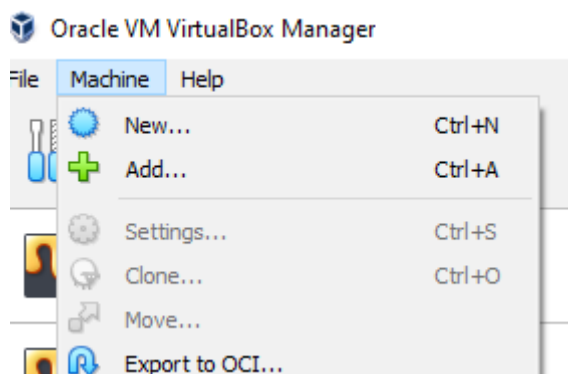 Oracle VM VirtualBox Manager
File Machine Help
New... Ctrl+N
Add... Ctrl+A
Settings... Ctrl+S
Clone... Ctrl+O
Move...
Export to OCI...